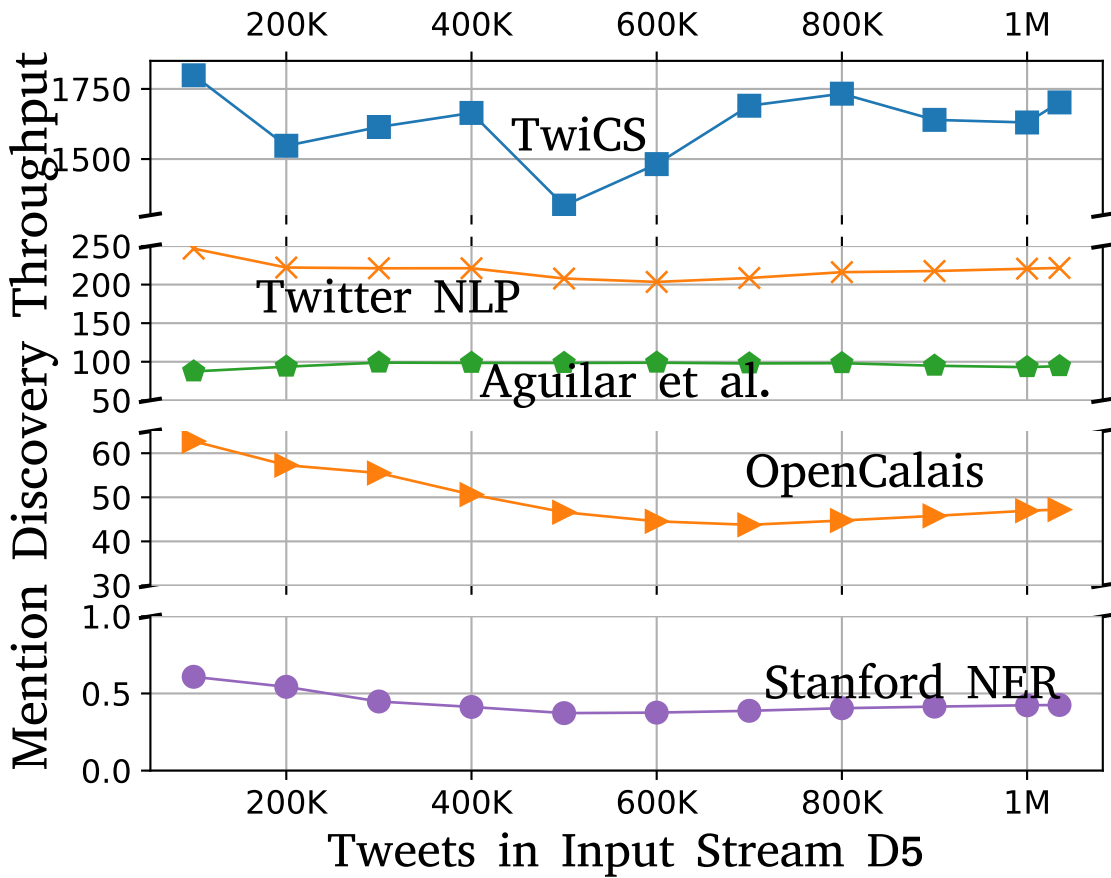 200K 400K 600K 800K 1M
Mention Discovery Throughput
1750
1500
TwiCS
250
200
150
100
50
Twitter NLP
Aguilar et al.
60
50
40
30
OpenCalais
1.0
0.5
0.0
Stanford NER
200K 400K 600K 800K 1M
Tweets in Input Stream D5